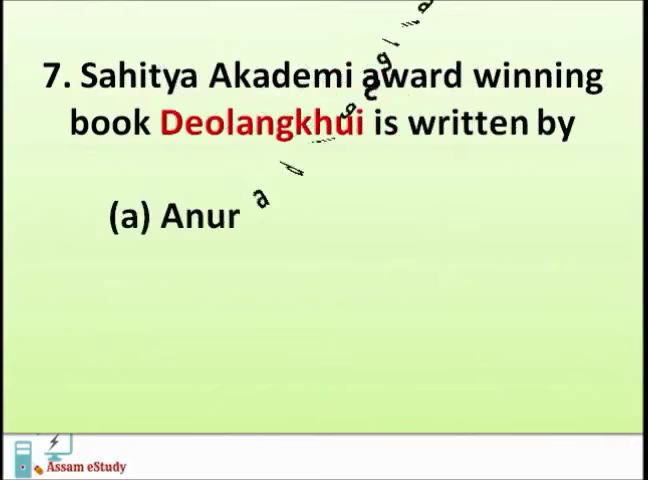 7. Sahitya Akademi award winning
book Deolangkhui is written by
(a) Anur
Assam eStudy